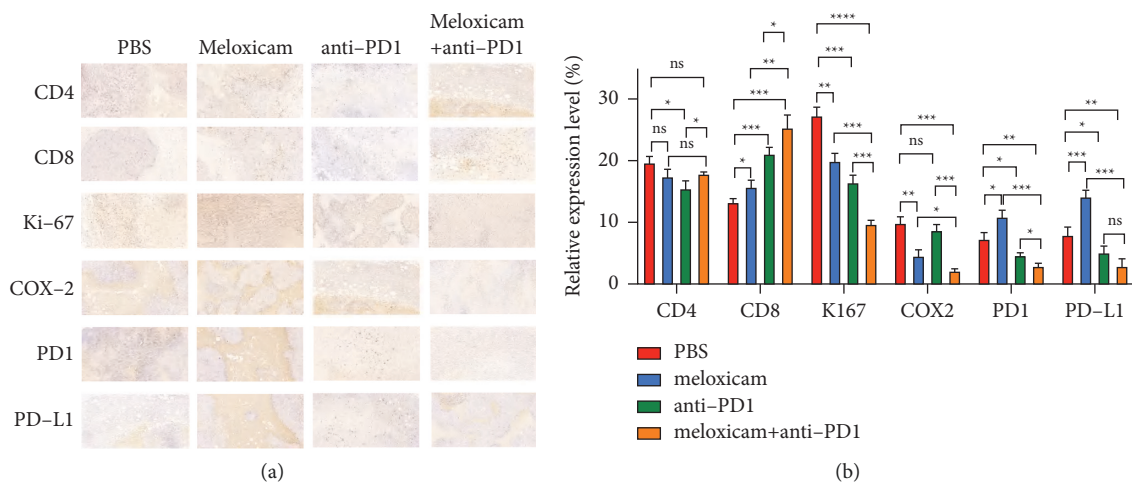 PBS
Meloxicam
anti–PD1
Meloxicam
+anti–PD1
CD4
CD8
Ki–67
COX–2
PD1
PD–L1
(a)
Relative expression level (%)
30
20
10
0
ns
*
ns
*
ns
*
**
***
***
*
****
***
**
***
***
***
ns
***
**
*
**
*
***
*
*
**
*
***
***
ns
CD4
CD8
K167
COX2
PD1
PD–L1
PBS
meloxicam
anti–PD1
meloxicam+anti–PD1
(b)